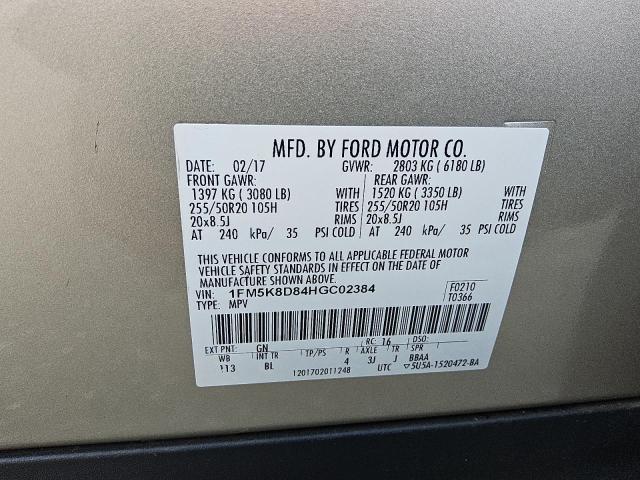 MFD. BY FORD MOTOR CO.
DATE: 02/17 GVWR: 2803 KG ( 6180 LB)
FRONT GAWR: REAR GAWR:
1397 KG ( 3080 LB) WITH 1520 KG ( 3350 LB) WITH
255/50R20 105H TIRES 255/50R20 105H TIRES
20x8.5J RIMS 20x8.5J RIMS
AT 240 kPa/ 35 PSI COLD AT 240 kPa/ 35 PSI COLD
THIS VEHICLE CONFORMS TO ALL APPLICABLE FEDERAL MOTOR
VEHICLE SAFETY STANDARDS IN EFFECT ON THE DATE OF
MANUFACTURE SHOWN ABOVE.
VIN: 1FM5K8D84HGC02384 F0210
TYPE: MPV T0366
EXT PNT: GN RC: 16 DSO:
WB INT TR TP/PS R AXLE TR SPR
113 BL 4 3J J BBAA
1201702011248 UTC ▽5U5A-1520472-BA